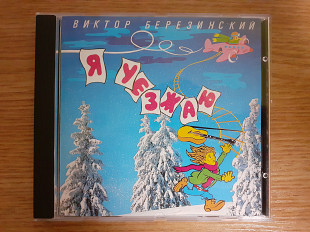 ВИКТОР БЕРЕЗИНСКИЙ
Я УЕЗЖАЮ